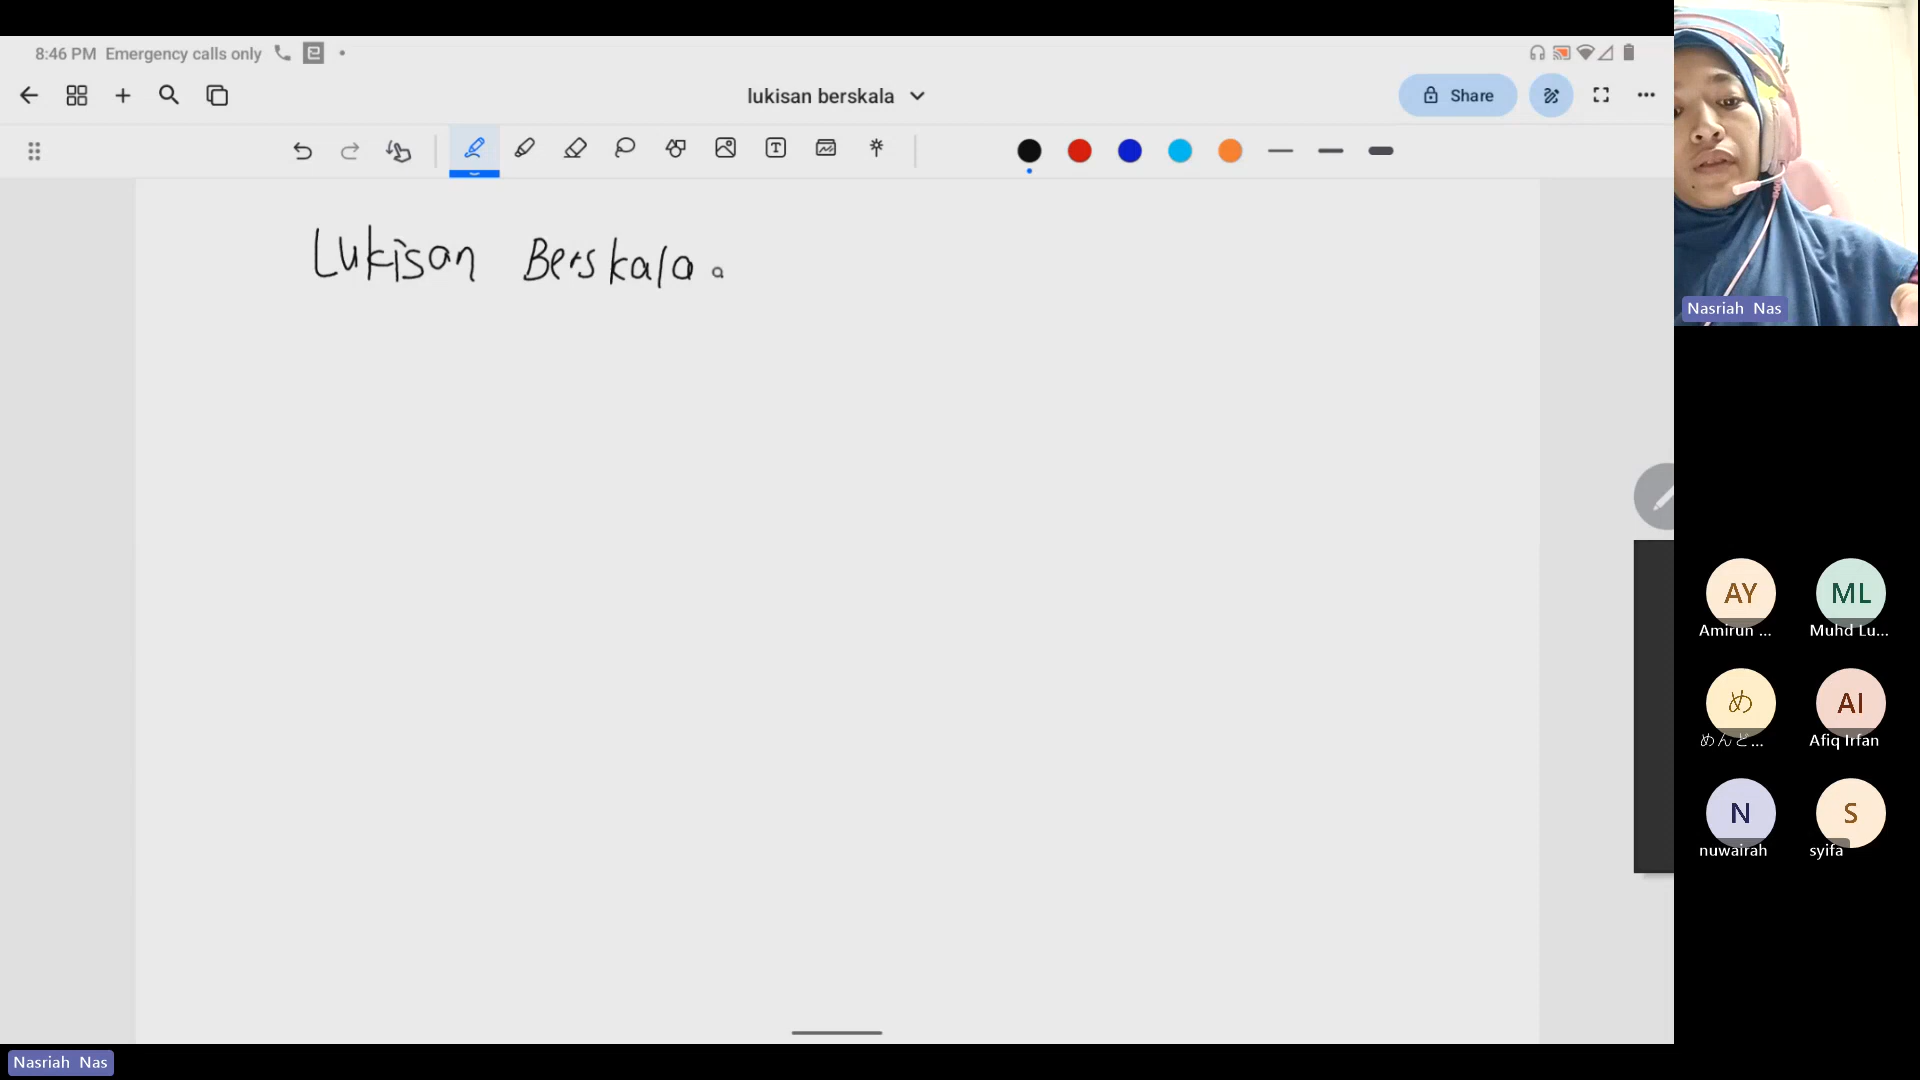 8:46 PM Emergency calls only
lukisan berskala
Share
Lukisan Berskala
Nasriah Nas
AY
ML
Amirun ...
Muhd Lu...
め
AI
めんど...
Afiq Irfan
N
S
nuwairah
syifa
Nasriah Nas